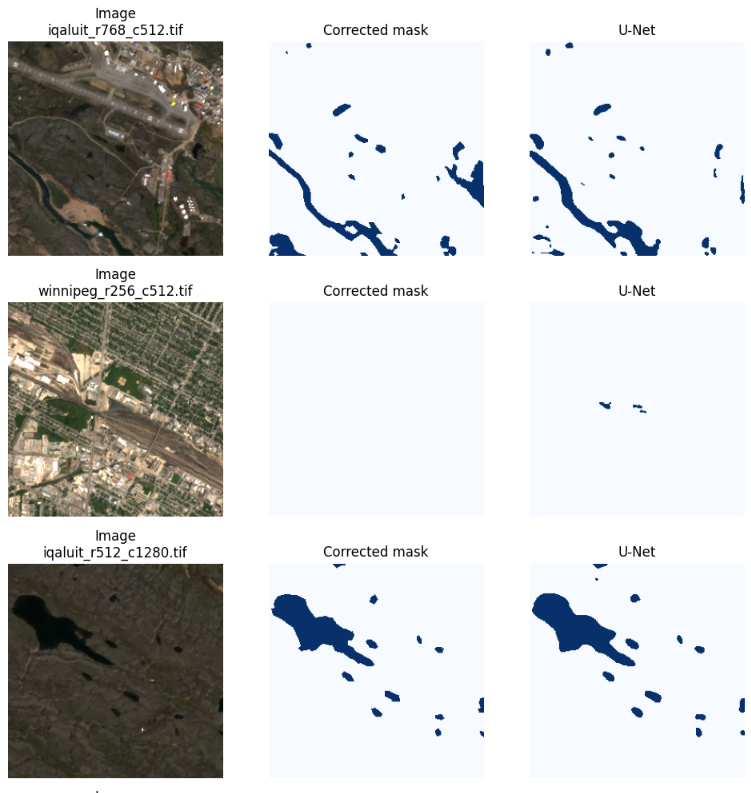 Image
iqaluit_r768_c512.tif
Corrected mask
U-Net
Image
winnipeg_r256_c512.tif
Corrected mask
U-Net
Image
iqaluit_r512_c1280.tif
Corrected mask
U-Net